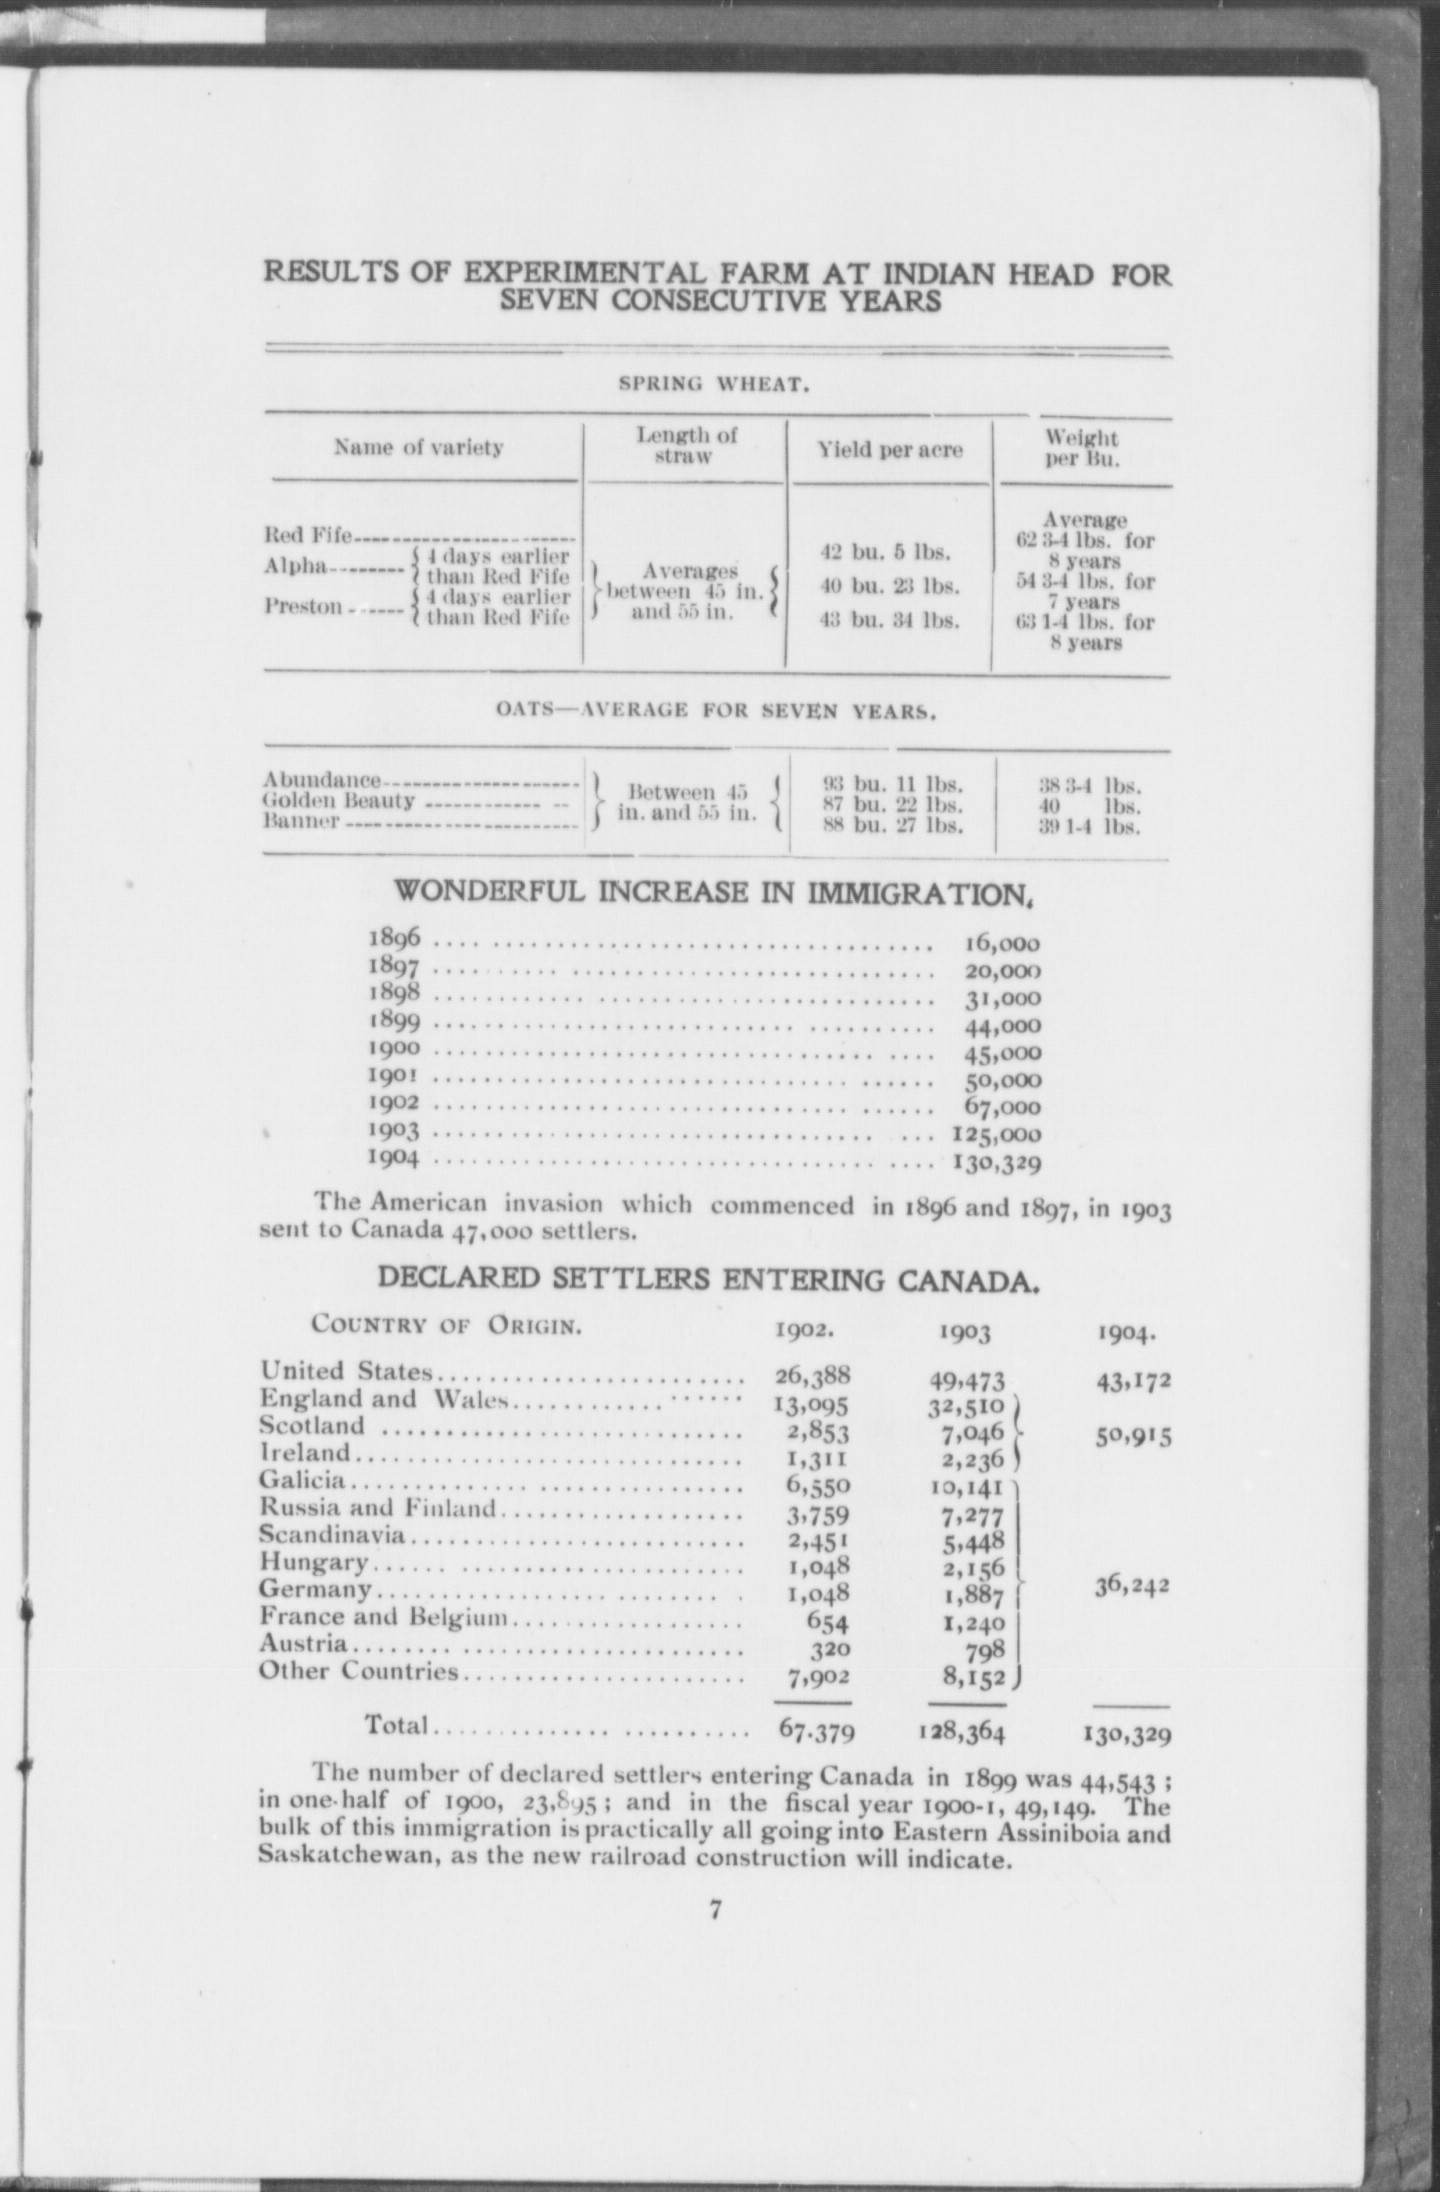 RESULTS OF EXPERIMENTAL FARM AT INDIAN HEAD FOR
SEVEN CONSECUTIVE YEARS
SPRING WHEAT.
Name of variety | Length of straw | Yield per acre | Weight per Bu.
Red Fife
Alpha { 4 days earlier than Red Fife
Preston { 4 days earlier than Red Fife
Averages
between 45 in.
and 55 in.
42 bu. 5 lbs.
40 bu. 23 lbs.
43 bu. 34 lbs.
Average
62 3-4 lbs. for
8 years
54 3-4 lbs. for
7 years
63 1-4 lbs. for
8 years
OATS—AVERAGE FOR SEVEN YEARS.
Abundance
Golden Beauty
Banner
Between 45
in. and 55 in.
93 bu. 11 lbs.
87 bu. 22 lbs.
88 bu. 27 lbs.
38 3-4 lbs.
40 lbs.
39 1-4 lbs.
WONDERFUL INCREASE IN IMMIGRATION.
1896 .... 16,000
1897 .... 20,000
1898 .... 31,000
1899 .... 44,000
1900 .... 45,000
1901 .... 50,000
1902 .... 67,000
1903 .... 125,000
1904 .... 130,329
The American invasion which commenced in 1896 and 1897, in 1903
sent to Canada 47,000 settlers.
DECLARED SETTLERS ENTERING CANADA.
COUNTRY OF ORIGIN. 1902. 1903 1904.
United States.... 26,388 49,473 43,172
England and Wales.... 13,095 32,510
Scotland .... 2,853 7,046 50,915
Ireland.... 1,311 2,236
Galicia.... 6,550 10,141
Russia and Finland.... 3,759 7,277
Scandinavia.... 2,451 5,448
Hungary.... 1,048 2,156
Germany.... 1,048 1,887 36,242
France and Belgium.... 654 1,240
Austria.... 320 798
Other Countries.... 7,902 8,152
Total.... 67.379 128,364 130,329
The number of declared settlers entering Canada in 1899 was 44,543 ;
in one-half of 1900, 23,895 ; and in the fiscal year 1900-1, 49,149. The
bulk of this immigration is practically all going into Eastern Assiniboia and
Saskatchewan, as the new railroad construction will indicate.
7